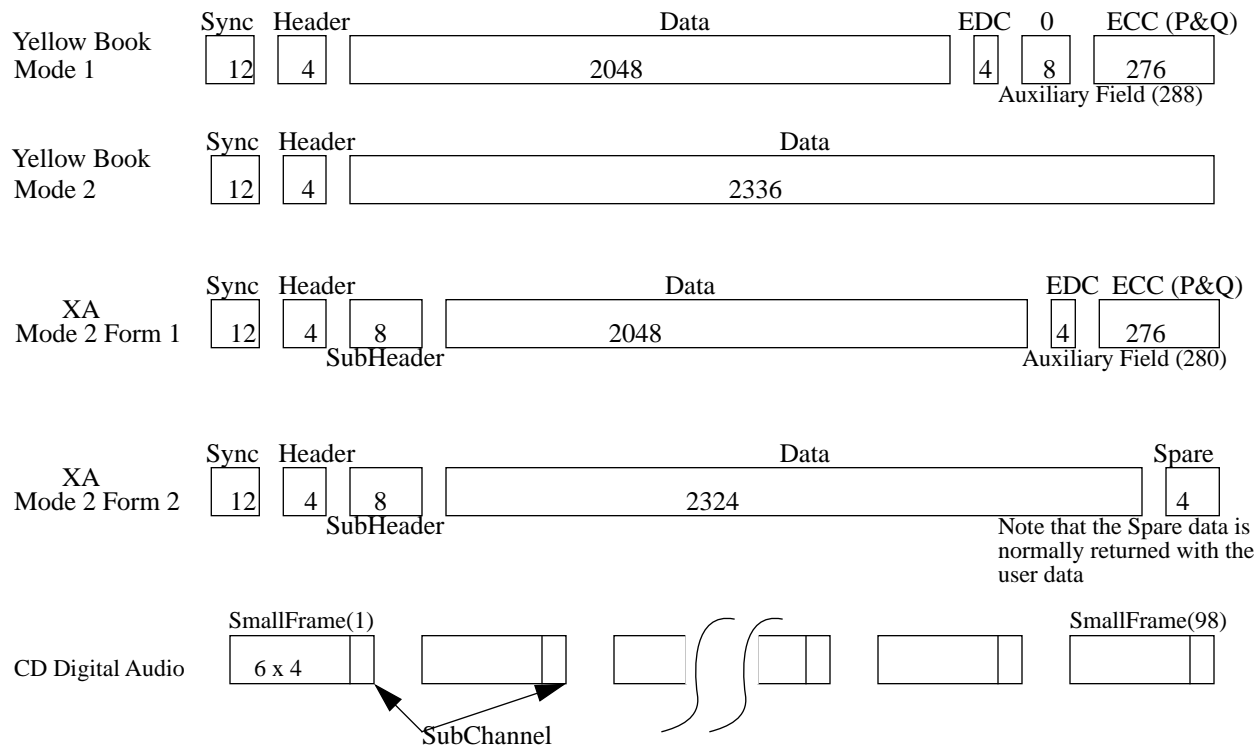 Sync Header Data EDC 0 ECC (P&Q)
Yellow Book
Mode 1
12 4 2048 4 8 276
Auxiliary Field (288)
Sync Header Data
Yellow Book
Mode 2
12 4 2336
Sync Header Data EDC ECC (P&Q)
XA
Mode 2 Form 1
12 4 8 2048 4 276
SubHeader
Auxiliary Field (280)
Sync Header Data Spare
XA
Mode 2 Form 2
12 4 8 2324 4
SubHeader
Note that the Spare data is
normally returned with the
user data
SmallFrame(1) SmallFrame(98)
CD Digital Audio
6 x 4
SubChannel